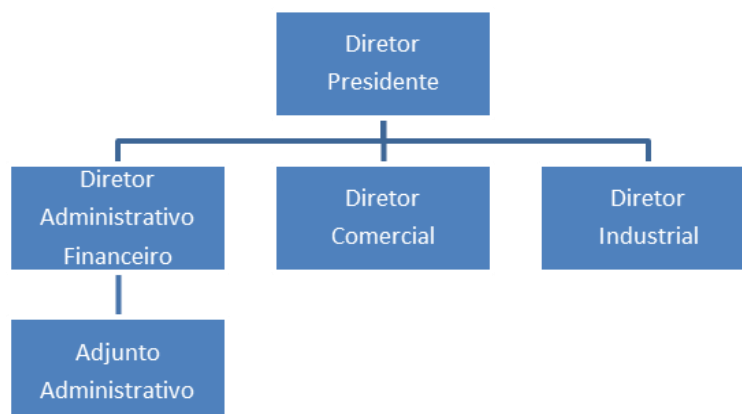 Diretor
Presidente
Diretor
Administrativo
Financeiro
Diretor
Comercial
Diretor
Industrial
Adjunto
Administrativo